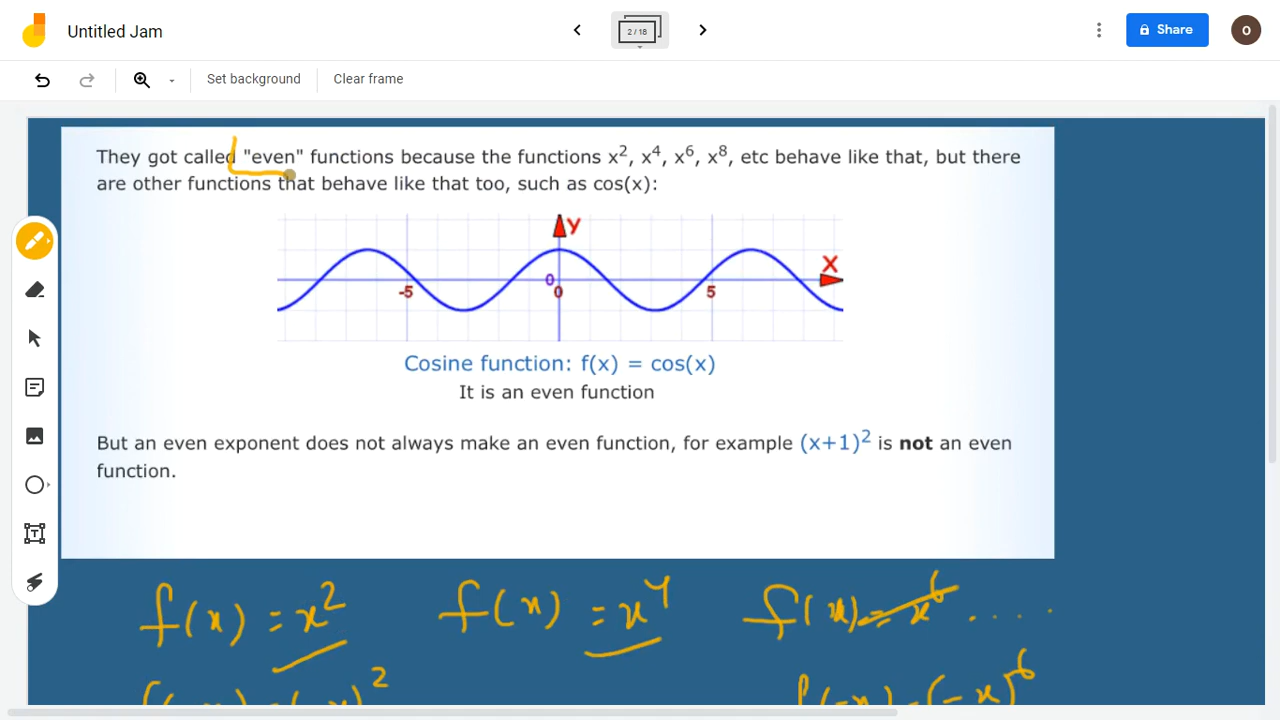 Untitled Jam
2 / 18
Share
O
Set background
Clear frame
They got called "even" functions because the functions x², x⁴, x⁶, x⁸, etc behave like that, but there
are other functions that behave like that too, such as cos(x):
Y
X
0
-5
0
5
Cosine function: f(x) = cos(x)
It is an even function
But an even exponent does not always make an even function, for example (x+1)² is not an even
function.
f(x) = x² f(x) = x⁴ f(x) = x⁶ ....
f(-x) = (-x)² f(-x) = (-x)⁶